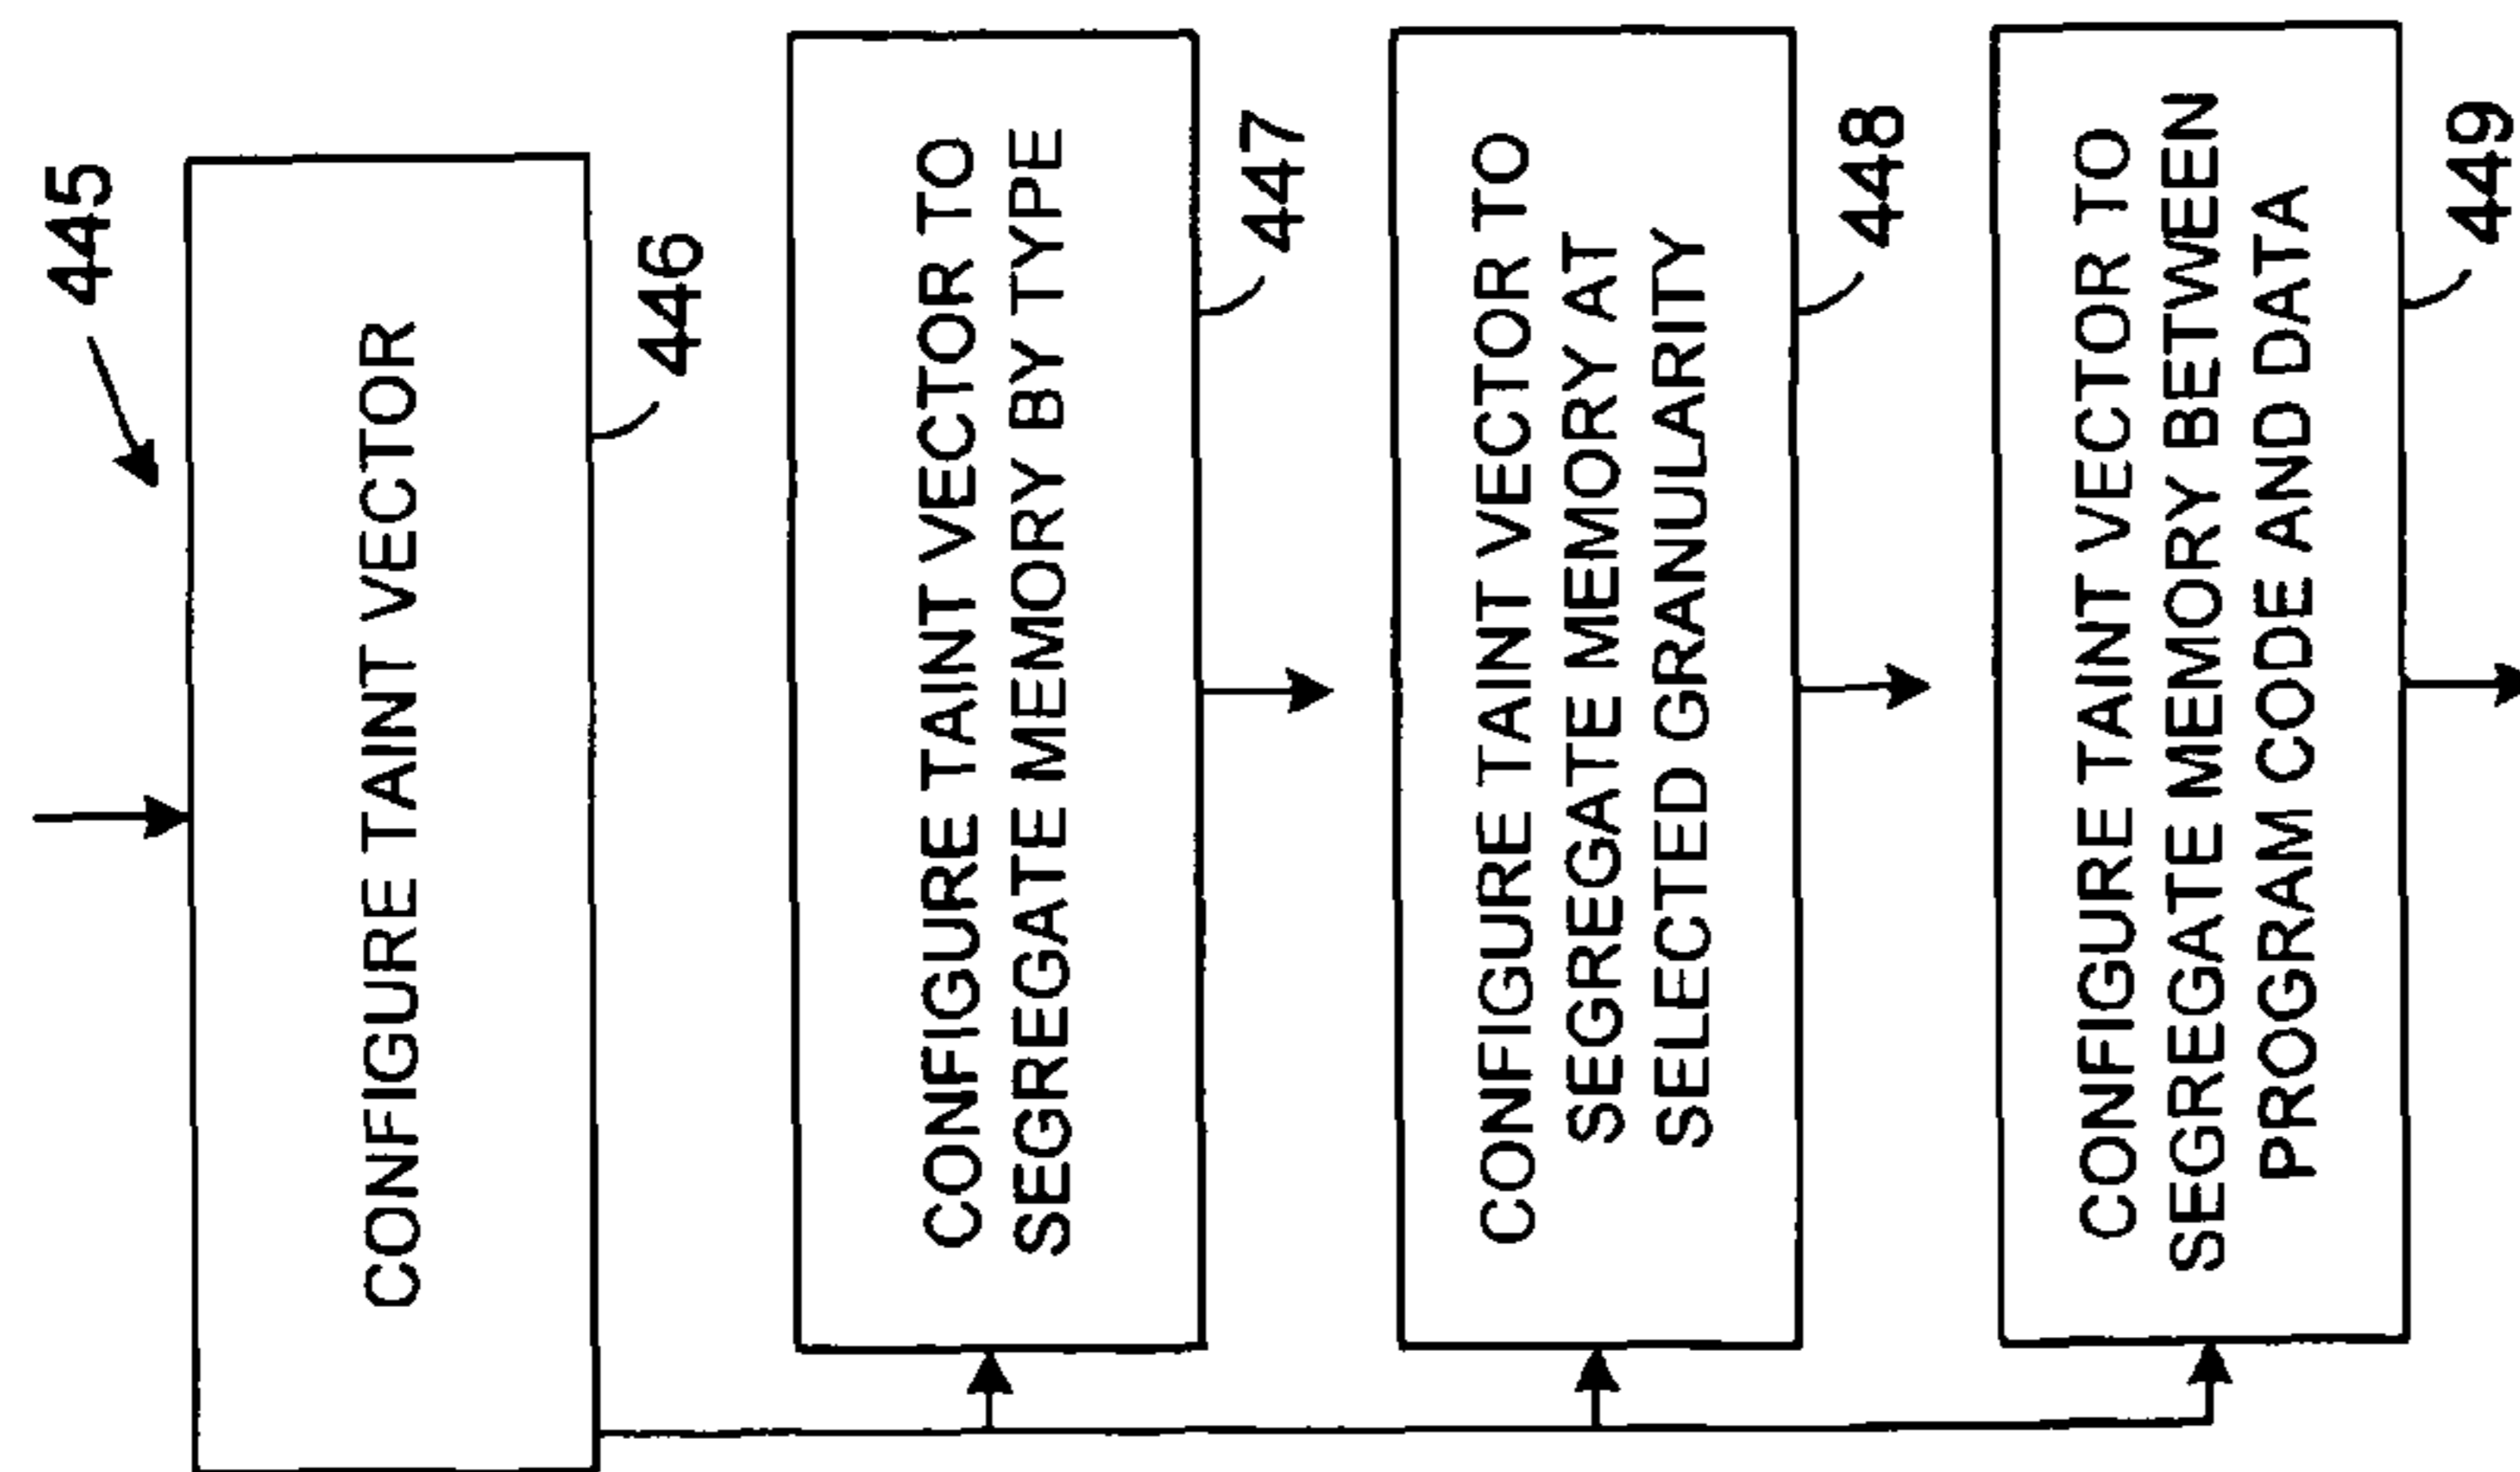 445
CONFIGURE TAINT VECTOR
446
CONFIGURE TAINT VECTOR TO
SEGREGATE MEMORY BY TYPE
447
CONFIGURE TAINT VECTOR TO
SEGREGATE MEMORY AT
SELECTED GRANULARITY
448
CONFIGURE TAINT VECTOR TO
SEGREGATE MEMORY BETWEEN
PROGRAM CODE AND DATA
449